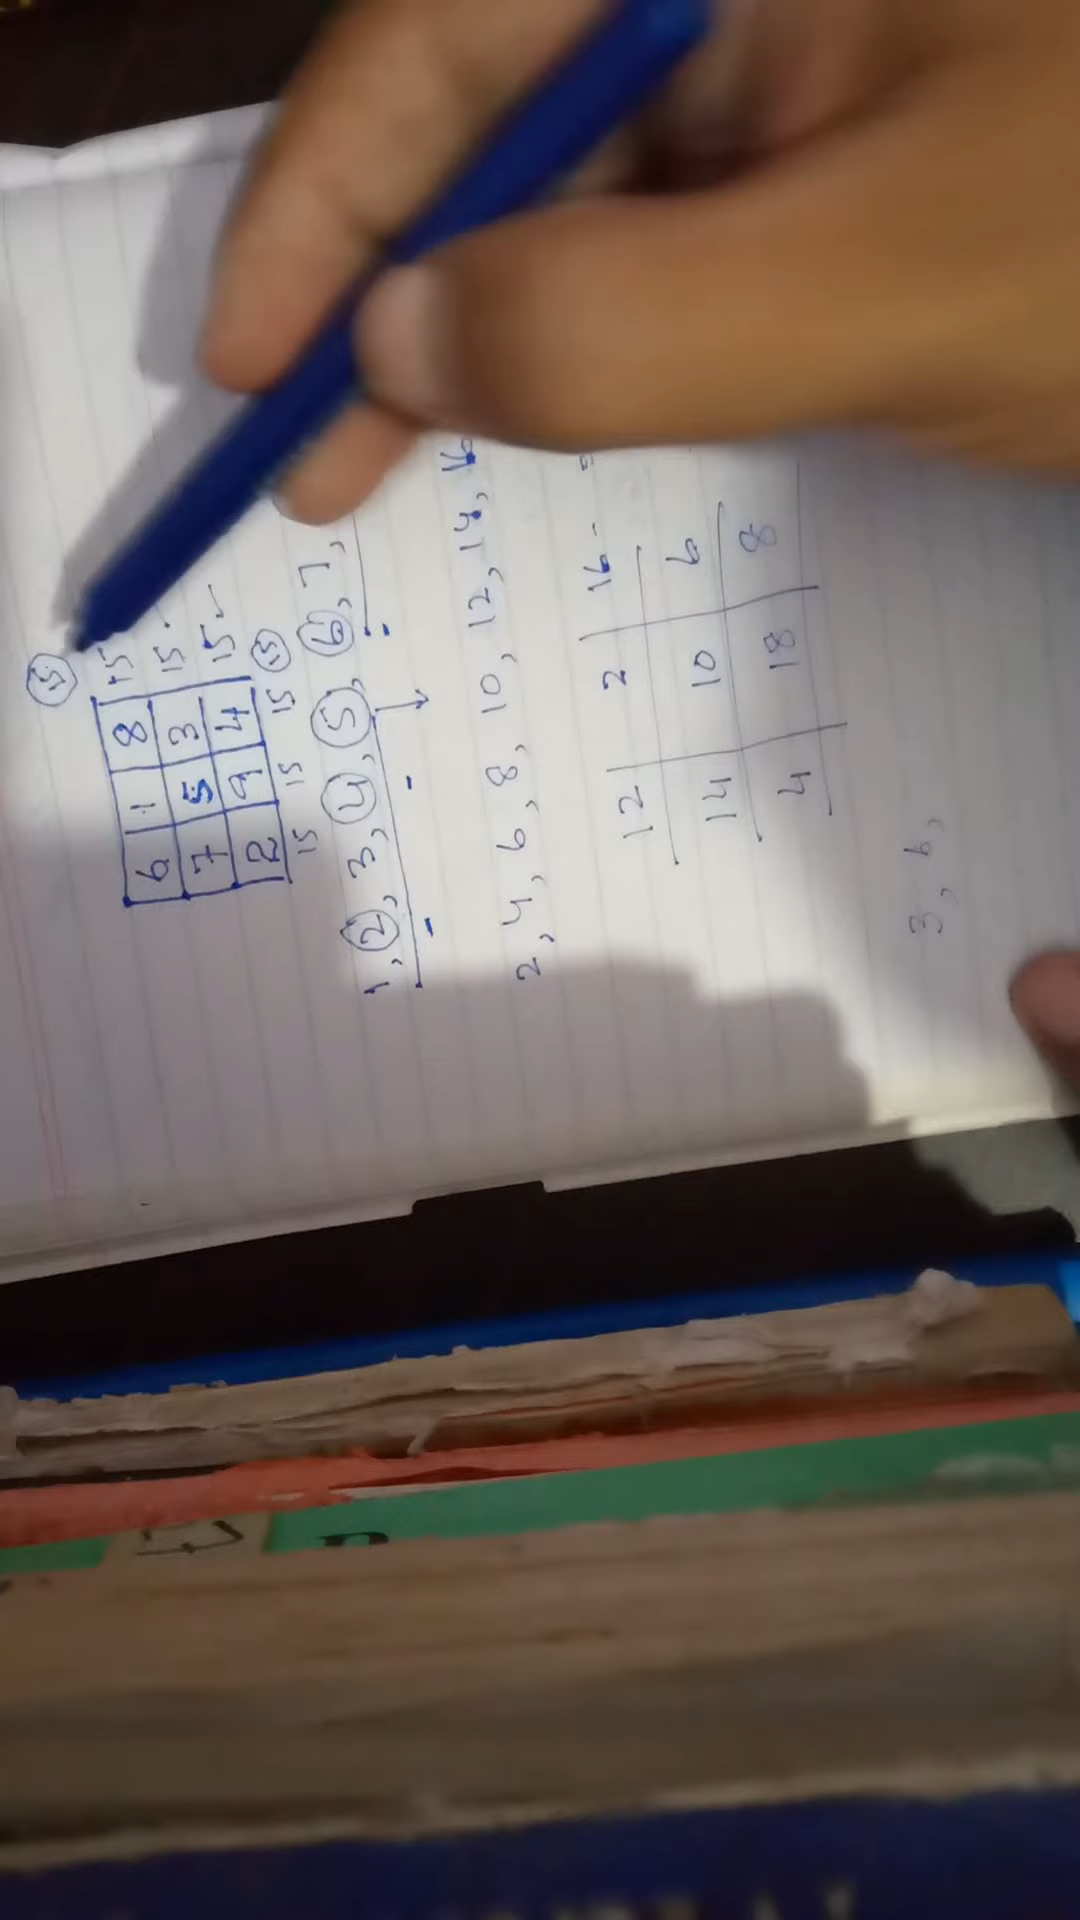 15
6 1 8 15
7 5 3 15
2 9 4 15
15 15 15 15
1, 2, 3, 4, 5, 6, 7,
2, 4, 6, 8, 10, 12, 14, 16
12 2 16 -
14 10 6
4 18 8
3, 6,